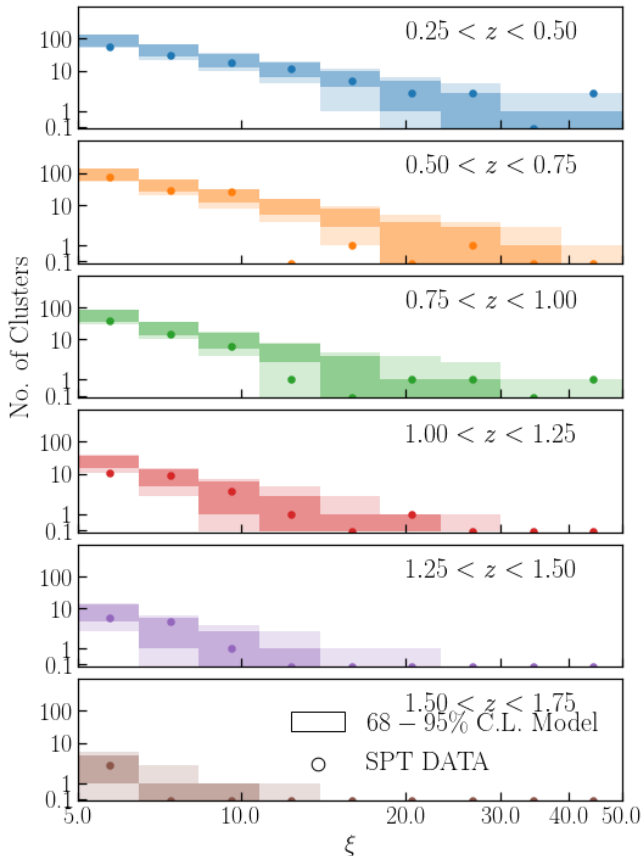 No. of Clusters
100
10
1
0.1
0.25 < z < 0.50
100
10
1
0.1
0.50 < z < 0.75
100
10
1
0.1
0.75 < z < 1.00
100
10
1
0.1
1.00 < z < 1.25
100
10
1
0.1
1.25 < z < 1.50
100
10
1
0.1
1.50 < z < 1.75
68 − 95% C.L. Model
SPT DATA
5.0 10.0 20.0 30.0 40.0 50.0
ξ